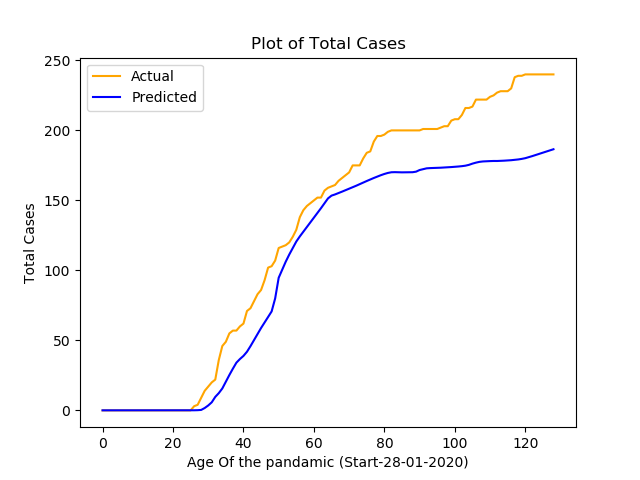 Plot of Total Cases
Actual
Predicted
250
200
150
100
50
0
Total Cases
0 20 40 60 80 100 120
Age Of the pandamic (Start-28-01-2020)